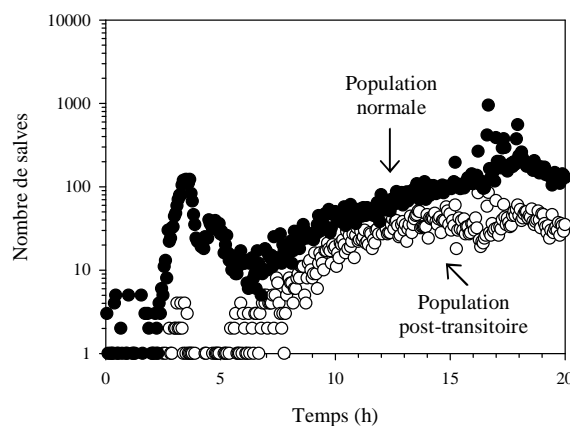 10000
1000
100
10
1
Nombre de salves
Population
normale
Population
post-transitoire
0
5
10
15
20
Temps (h)